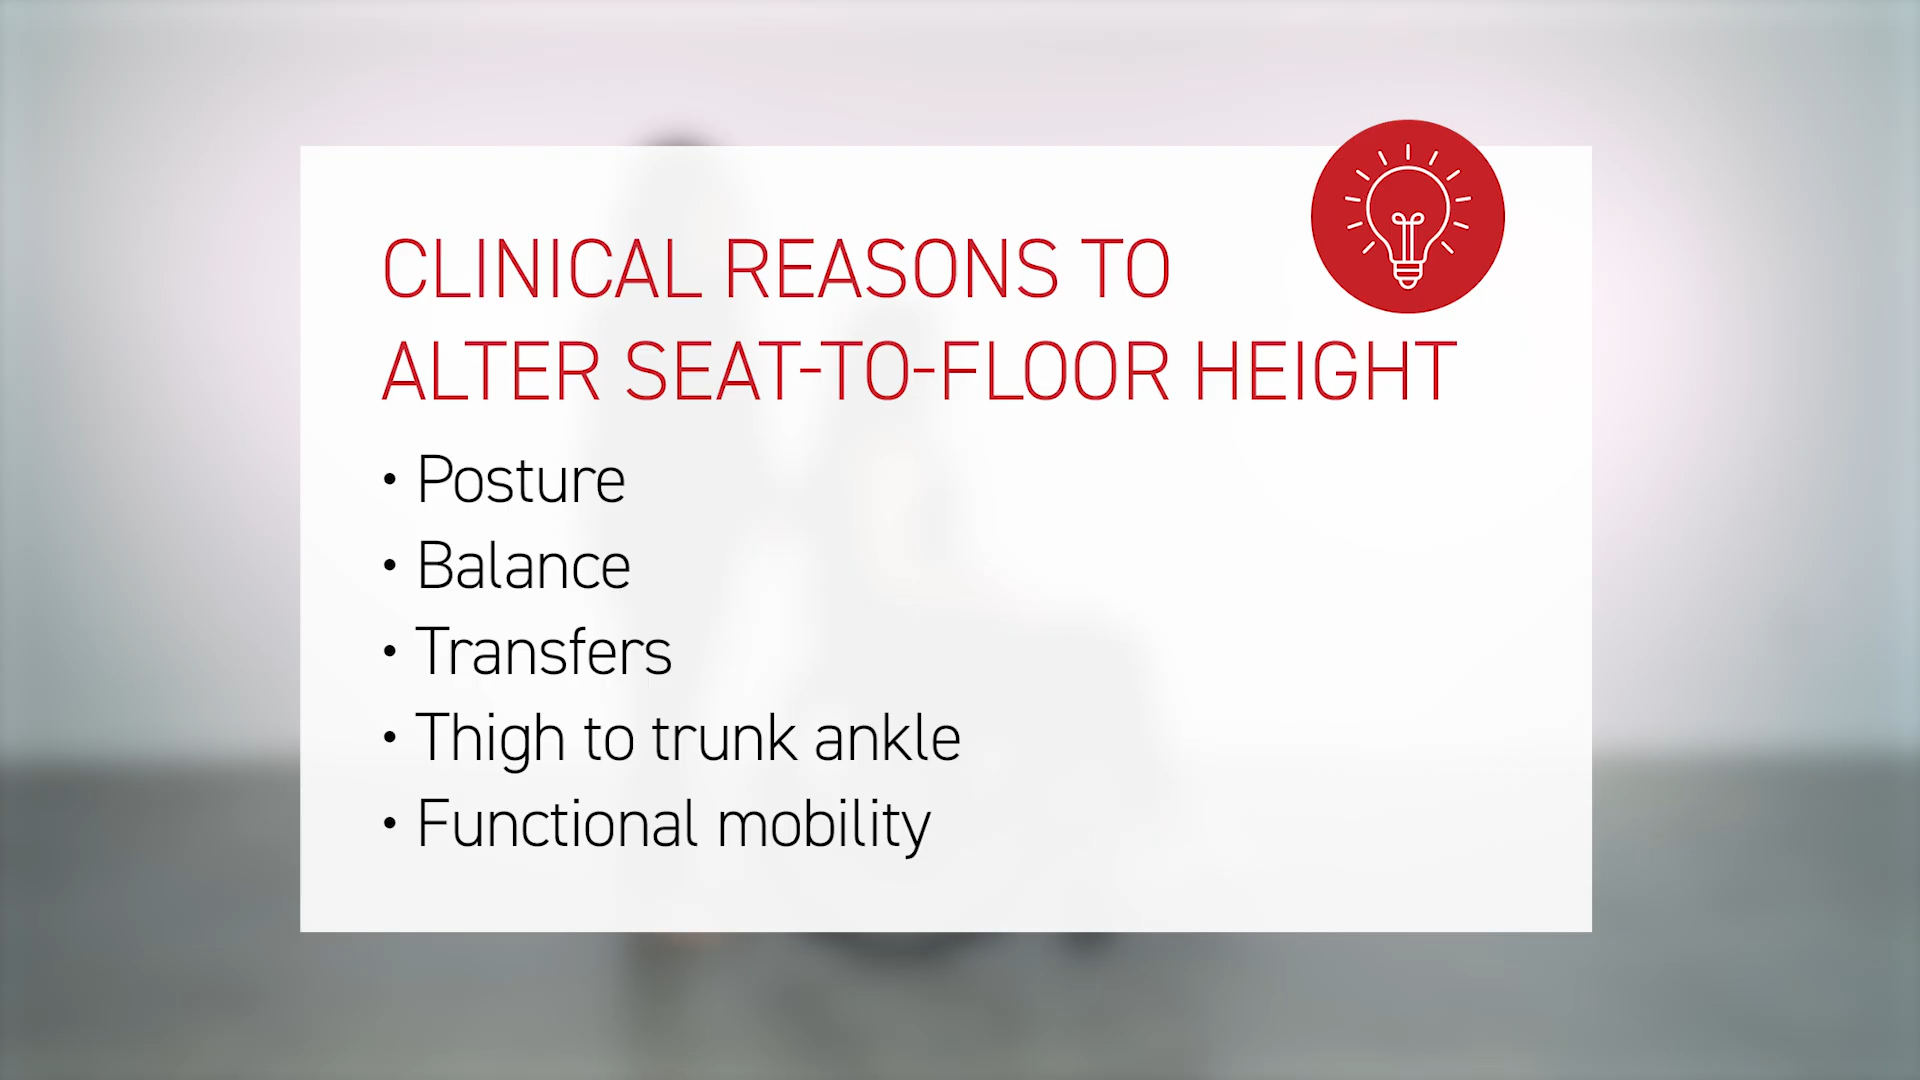 CLINICAL REASONS TO
ALTER SEAT-TO-FLOOR HEIGHT
• Posture
• Balance
• Transfers
• Thigh to trunk ankle
• Functional mobility